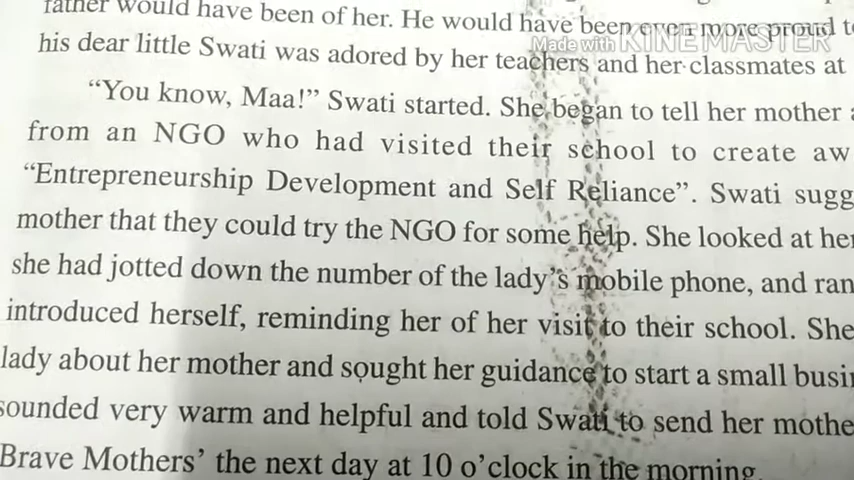 father would have been of her. He would have been even more proud
Made with KINEMASTER
his dear little Swati was adored by her teachers and her classmates at
“You know, Maa!” Swati started. She began to tell her mother
from an NGO who had visited their school to create aw
“Entrepreneurship Development and Self Reliance”. Swati sugg
mother that they could try the NGO for some help. She looked at her
she had jotted down the number of the lady’s mobile phone, and ran
introduced herself, reminding her of her visit to their school. She
lady about her mother and sought her guidance to start a small busi
sounded very warm and helpful and told Swati to send her mothe
Brave Mothers’ the next day at 10 o’clock in the morning.